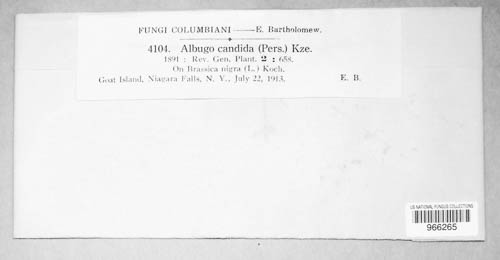 FUNGI COLUMBIANI—E. Bartholomew.
4104. Albugo candida (Pers.) Kze.
1891 : Rev. Gen. Plant. 2 : 658.
On Brassica nigra (L.) Koch.
Goat Island, Niagara Falls, N. Y., July 22, 1913. E. B.
US NATIONAL FUNGUS COLLECTIONS
966265